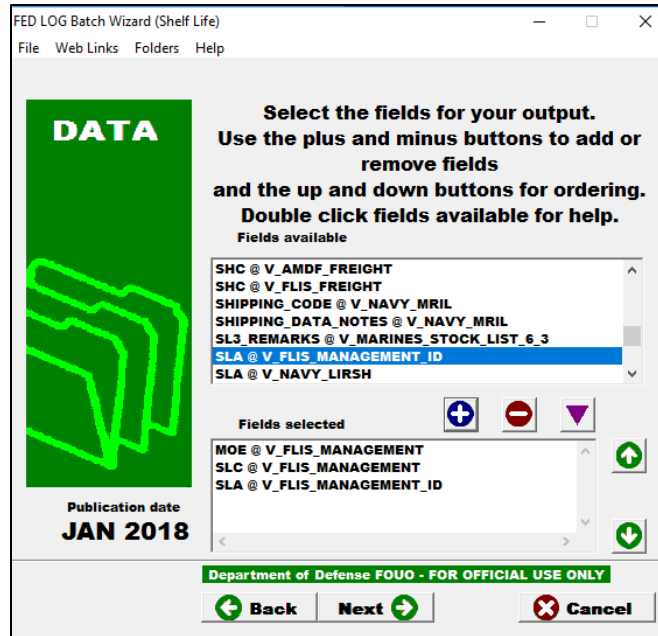 FED LOG Batch Wizard (Shelf Life)
File Web Links Folders Help
DATA
Select the fields for your output.
Use the plus and minus buttons to add or
remove fields
and the up and down buttons for ordering.
Double click fields available for help.
Fields available
SHC @ V_AMDF_FREIGHT
SHC @ V_FLIS_FREIGHT
SHIPPING_CODE @ V_NAVY_MRIL
SHIPPING_DATA_NOTES @ V_NAVY_MRIL
SL3_REMARKS @ V_MARINES_STOCK_LIST_6_3
SLA @ V_FLIS_MANAGEMENT_ID
SLA @ V_NAVY_LIRSH
Fields selected
MOE @ V_FLIS_MANAGEMENT
SLC @ V_FLIS_MANAGEMENT
SLA @ V_FLIS_MANAGEMENT_ID
Publication date
JAN 2018
Department of Defense FOUO - FOR OFFICIAL USE ONLY
Back Next Cancel